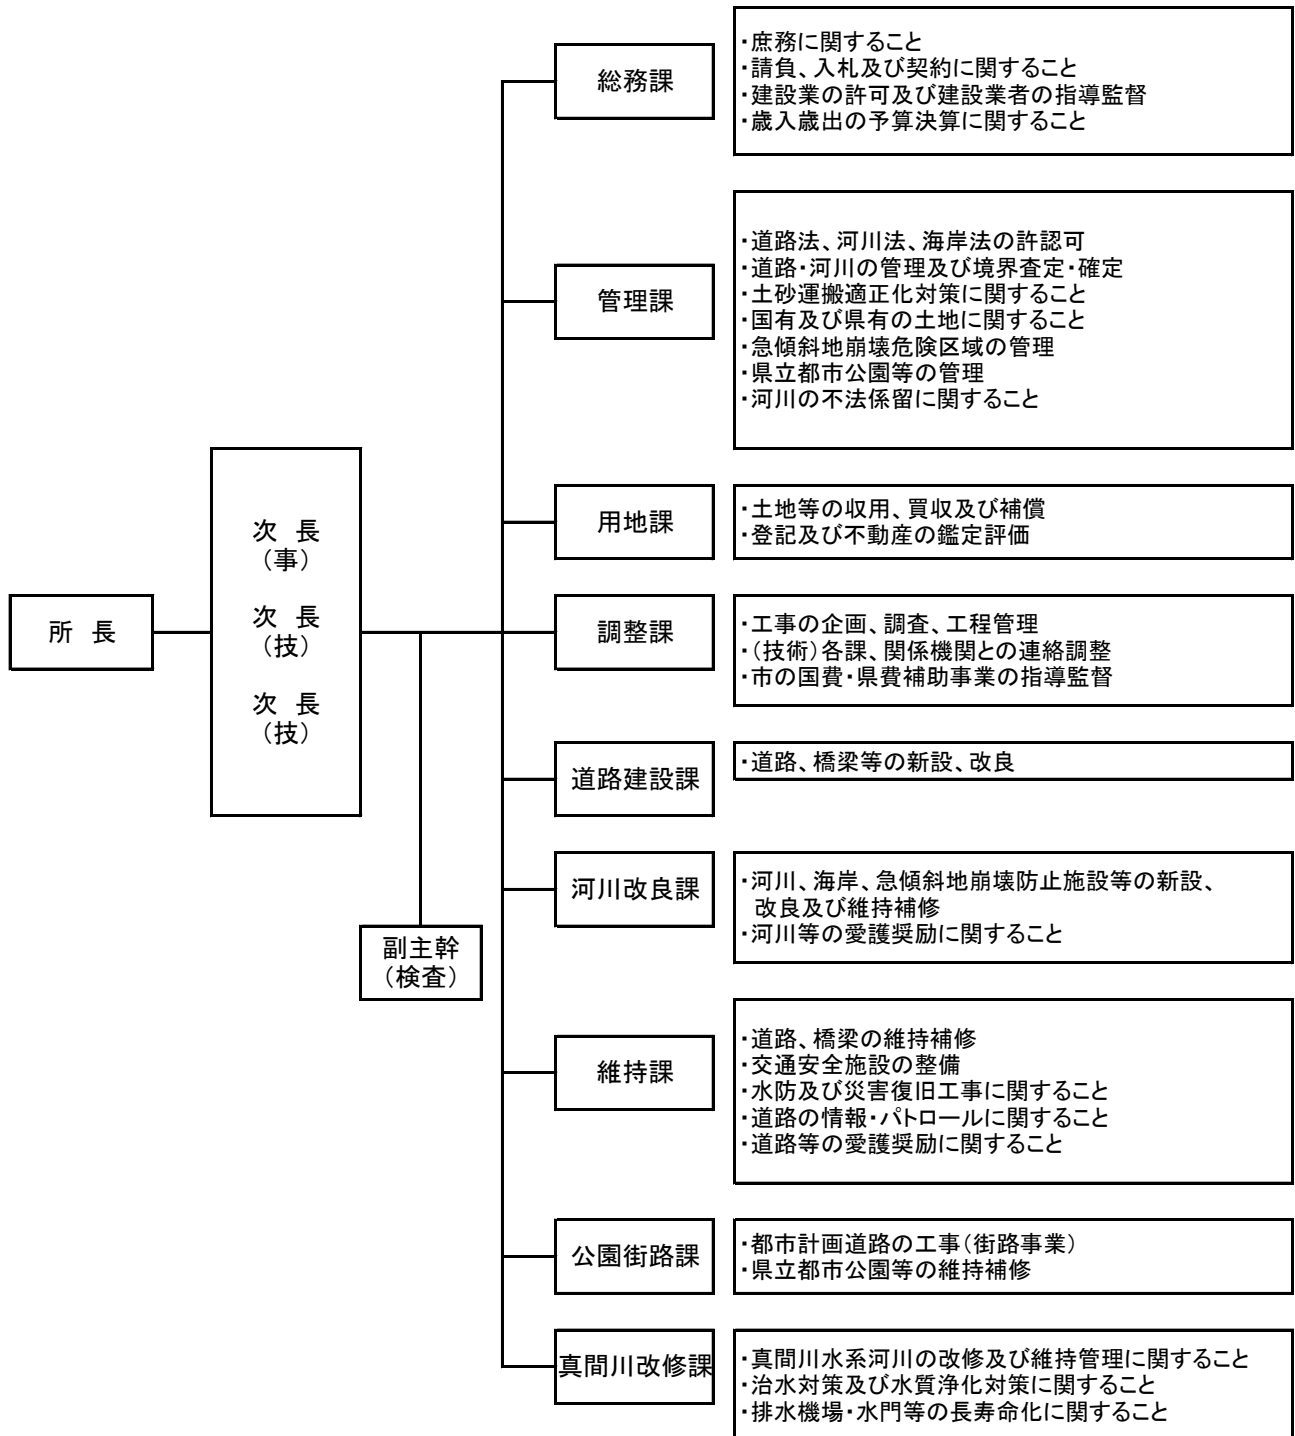 所 長
次 長
（事）
次 長
（技）
次 長
（技）
副主幹
（検査）
総務課
・庶務に関すること
・請負、入札及び契約に関すること
・建設業の許可及び建設業者の指導監督
・歳入歳出の予算決算に関すること
管理課
・道路法、河川法、海岸法の許認可
・道路・河川の管理及び境界査定・確定
・土砂運搬適正化対策に関すること
・国有及び県有の土地に関すること
・急傾斜地崩壊危険区域の管理
・県立都市公園等の管理
・河川の不法係留に関すること
用地課
・土地等の収用、買収及び補償
・登記及び不動産の鑑定評価
調整課
・工事の企画、調査、工程管理
・（技術）各課、関係機関との連絡調整
・市の国費・県費補助事業の指導監督
道路建設課
・道路、橋梁等の新設、改良
河川改良課
・河川、海岸、急傾斜地崩壊防止施設等の新設、
改良及び維持補修
・河川等の愛護奨励に関すること
維持課
・道路、橋梁の維持補修
・交通安全施設の整備
・水防及び災害復旧工事に関すること
・道路の情報・パトロールに関すること
・道路等の愛護奨励に関すること
公園街路課
・都市計画道路の工事（街路事業）
・県立都市公園等の維持補修
真間川改修課
・真間川水系河川の改修及び維持管理に関すること
・治水対策及び水質浄化対策に関すること
・排水機場・水門等の長寿命化に関すること